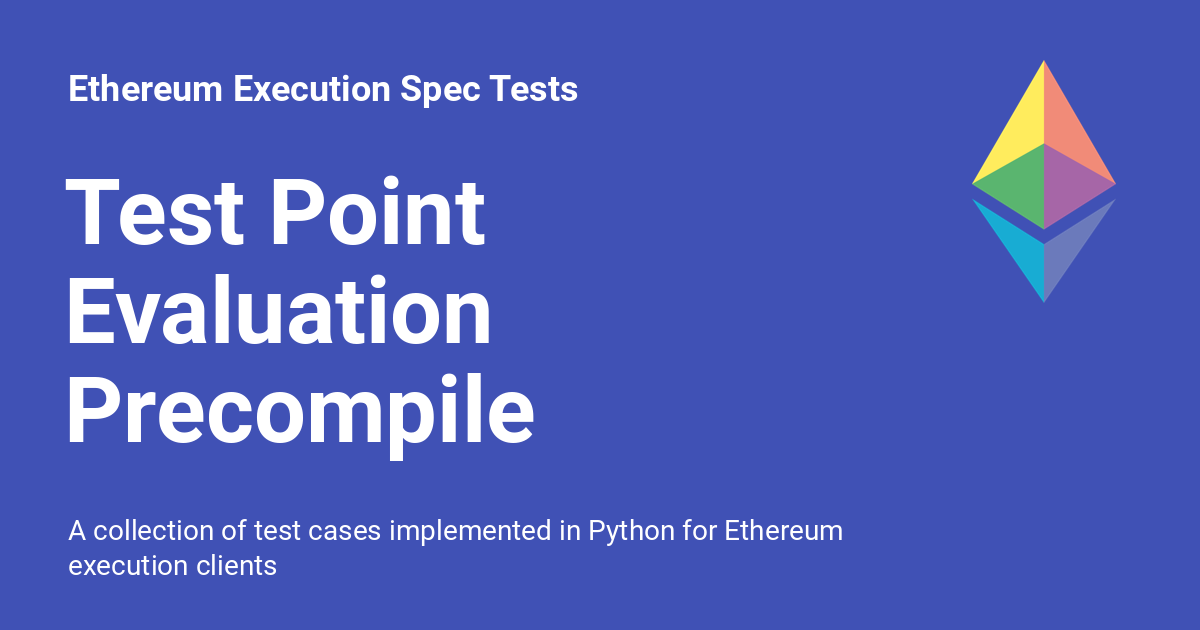 Ethereum Execution Spec Tests
Test Point
Evaluation
Precompile
A collection of test cases implemented in Python for Ethereum
execution clients